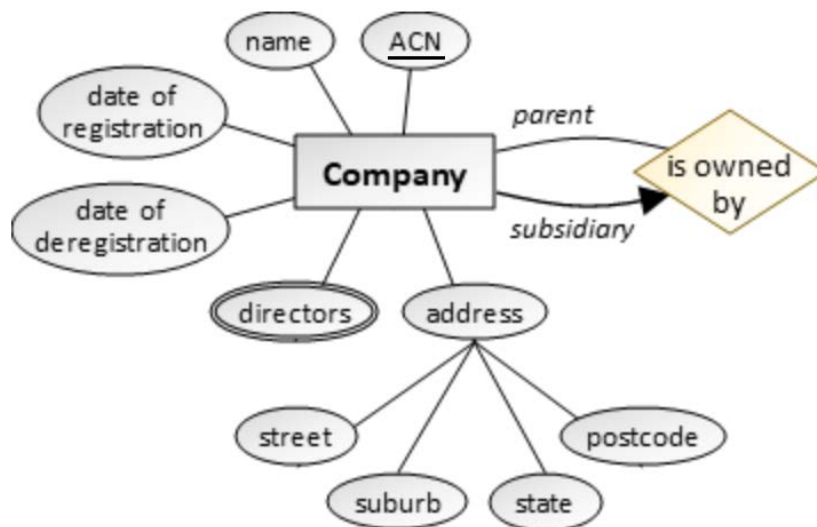 name
ACN
date of
registration
parent
Company
is owned
by
date of
deregistration
subsidiary
directors
address
street
postcode
suburb
state